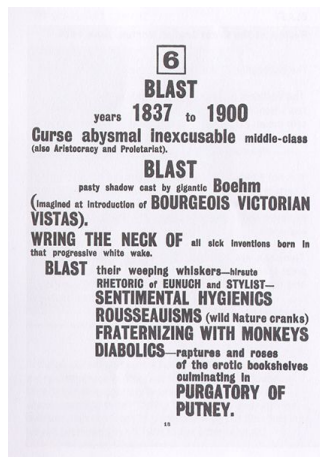 6
BLAST
years 1837 to 1900
Curse abysmal inexcusable middle-class
(also Aristocracy and Proletariat).
BLAST
pasty shadow cast by gigantic Boehm
(imagined at introduction of BOURGEOIS VICTORIAN
VISTAS).
WRING THE NECK OF all sick inventions born in
that progressive white wake.
BLAST their weeping whiskers—hirsute
RHETORIC of EUNUCH and STYLIST—
SENTIMENTAL HYGIENICS
ROUSSEAUISMS (wild Nature cranks)
FRATERNIZING WITH MONKEYS
DIABOLICS—raptures and roses
of the erotic bookshelves
culminating in
PURGATORY OF
PUTNEY.
18